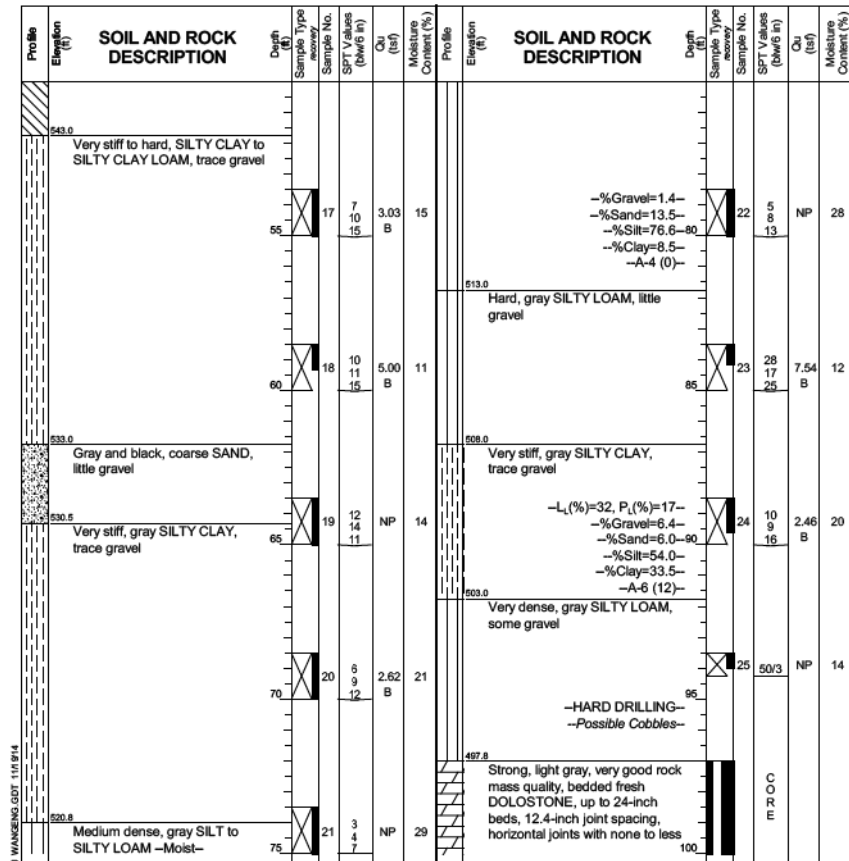 Profile
Elevation (ft)
SOIL AND ROCK
DESCRIPTION
Depth (ft)
Sample Type
recovery
Sample No.
SPT Values (blw/6 in)
Qu (tsf)
Moisture Content (%)
543.0
Very stiff to hard, SILTY CLAY to
SILTY CLAY LOAM, trace gravel
17 7 10 15 3.03 B 15
55
18 10 11 15 5.00 B 11
60
533.0
Gray and black, coarse SAND,
little gravel
530.5
19 12 14 11 NP 14
Very stiff, gray SILTY CLAY,
trace gravel
65
20 6 9 12 2.62 B 21
70
520.8
Medium dense, gray SILT to
SILTY LOAM --Moist--
21 3 4 7 NP 29
75
WANGENG.GDT 11/19/14
Profile
Elevation (ft)
SOIL AND ROCK
DESCRIPTION
Depth (ft)
Sample Type
recovery
Sample No.
SPT Values (blw/6 in)
Qu (tsf)
Moisture Content (%)
--%Gravel=1.4--
--%Sand=13.5--
--%Silt=76.6--
--%Clay=8.5--
--A-4 (0)--
22 5 8 13 NP 28
80
513.0
Hard, gray SILTY LOAM, little
gravel
23 28 17 25 7.54 B 12
85
508.0
Very stiff, gray SILTY CLAY,
trace gravel
--LL(%)=32, PL(%)=17--
--%Gravel=6.4--
--%Sand=6.0--
--%Silt=54.0--
--%Clay=33.5--
--A-6 (12)--
24 10 9 16 2.46 B 20
90
503.0
Very dense, gray SILTY LOAM,
some gravel
25 50/3 NP 14
95
--HARD DRILLING--
--Possible Cobbles--
497.8
Strong, light gray, very good rock
mass quality, bedded fresh
DOLOSTONE, up to 24-inch
beds, 12.4-inch joint spacing,
horizontal joints with none to less
CORE
100